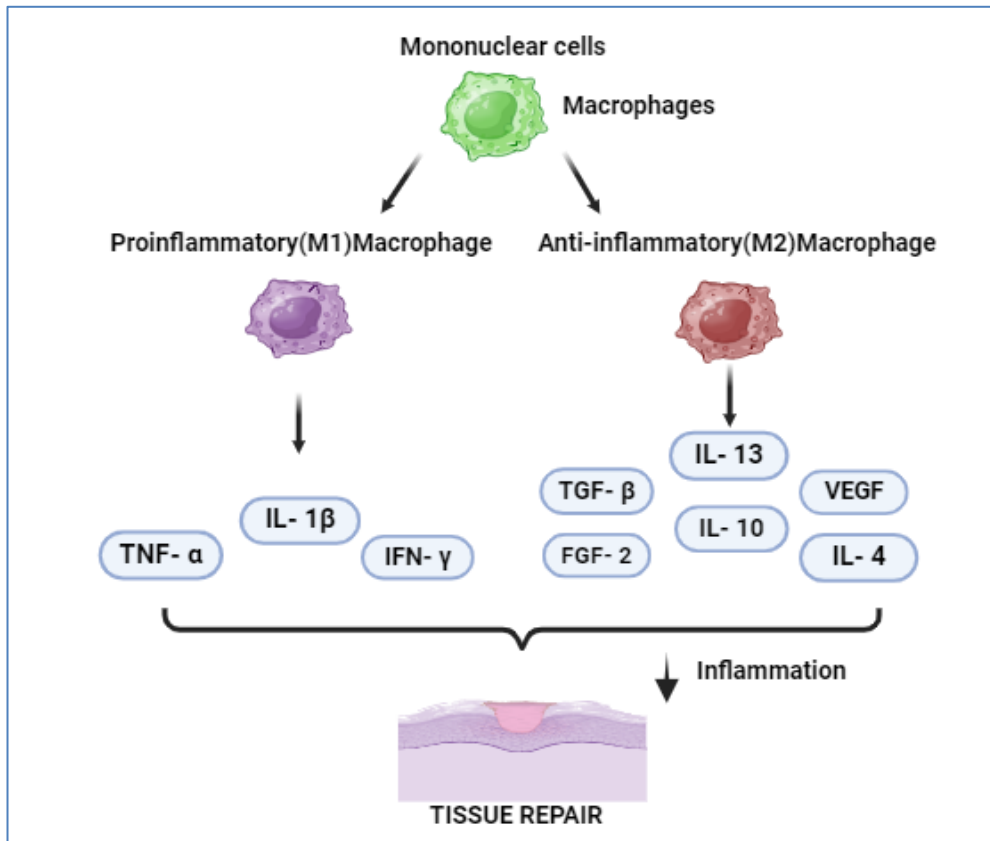 Mononuclear cells
Macrophages
Proinflammatory(M1)Macrophage
Anti-inflammatory(M2)Macrophage
TNF- α
IL- 1β
IFN- γ
TGF- β
IL- 13
VEGF
FGF- 2
IL- 10
IL- 4
Inflammation
TISSUE REPAIR